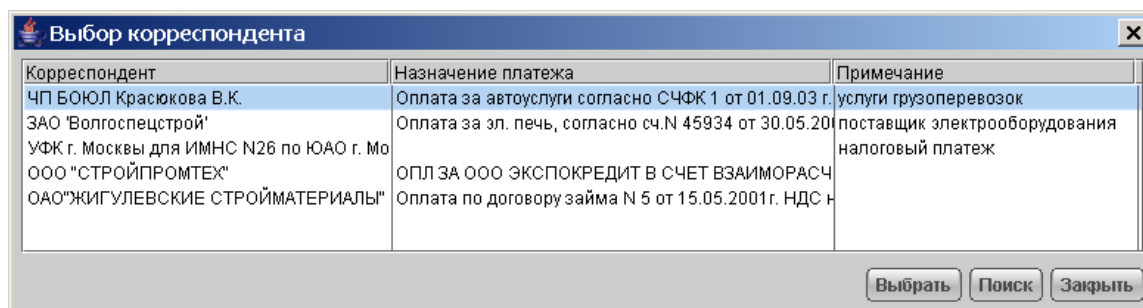 Выбор корреспондента
Корреспондент Назначение платежа Примечание
ЧП БОЮЛ Красюкова В.К. Оплата за автоуслуги согласно СЧФК 1 от 01.09.03 г. услуги грузоперевозок
ЗАО 'Волгоспецстрой' Оплата за эл. печь, согласно сч.N 45934 от 30.05.20 поставщик электрооборудования
УФК г. Москвы для ИМНС N26 по ЮАО г. Мо налоговый платеж
ООО "СТРОЙПРОМТЕХ" ОПЛ ЗА ООО ЭКСПОКРЕДИТ В СЧЕТ ВЗАИМОРАСЧ
ОАО"ЖИГУЛЕВСКИЕ СТРОЙМАТЕРИАЛЫ" Оплата по договору займа N 5 от 15.05.2001г. НДС н
Выбрать Поиск Закрыть